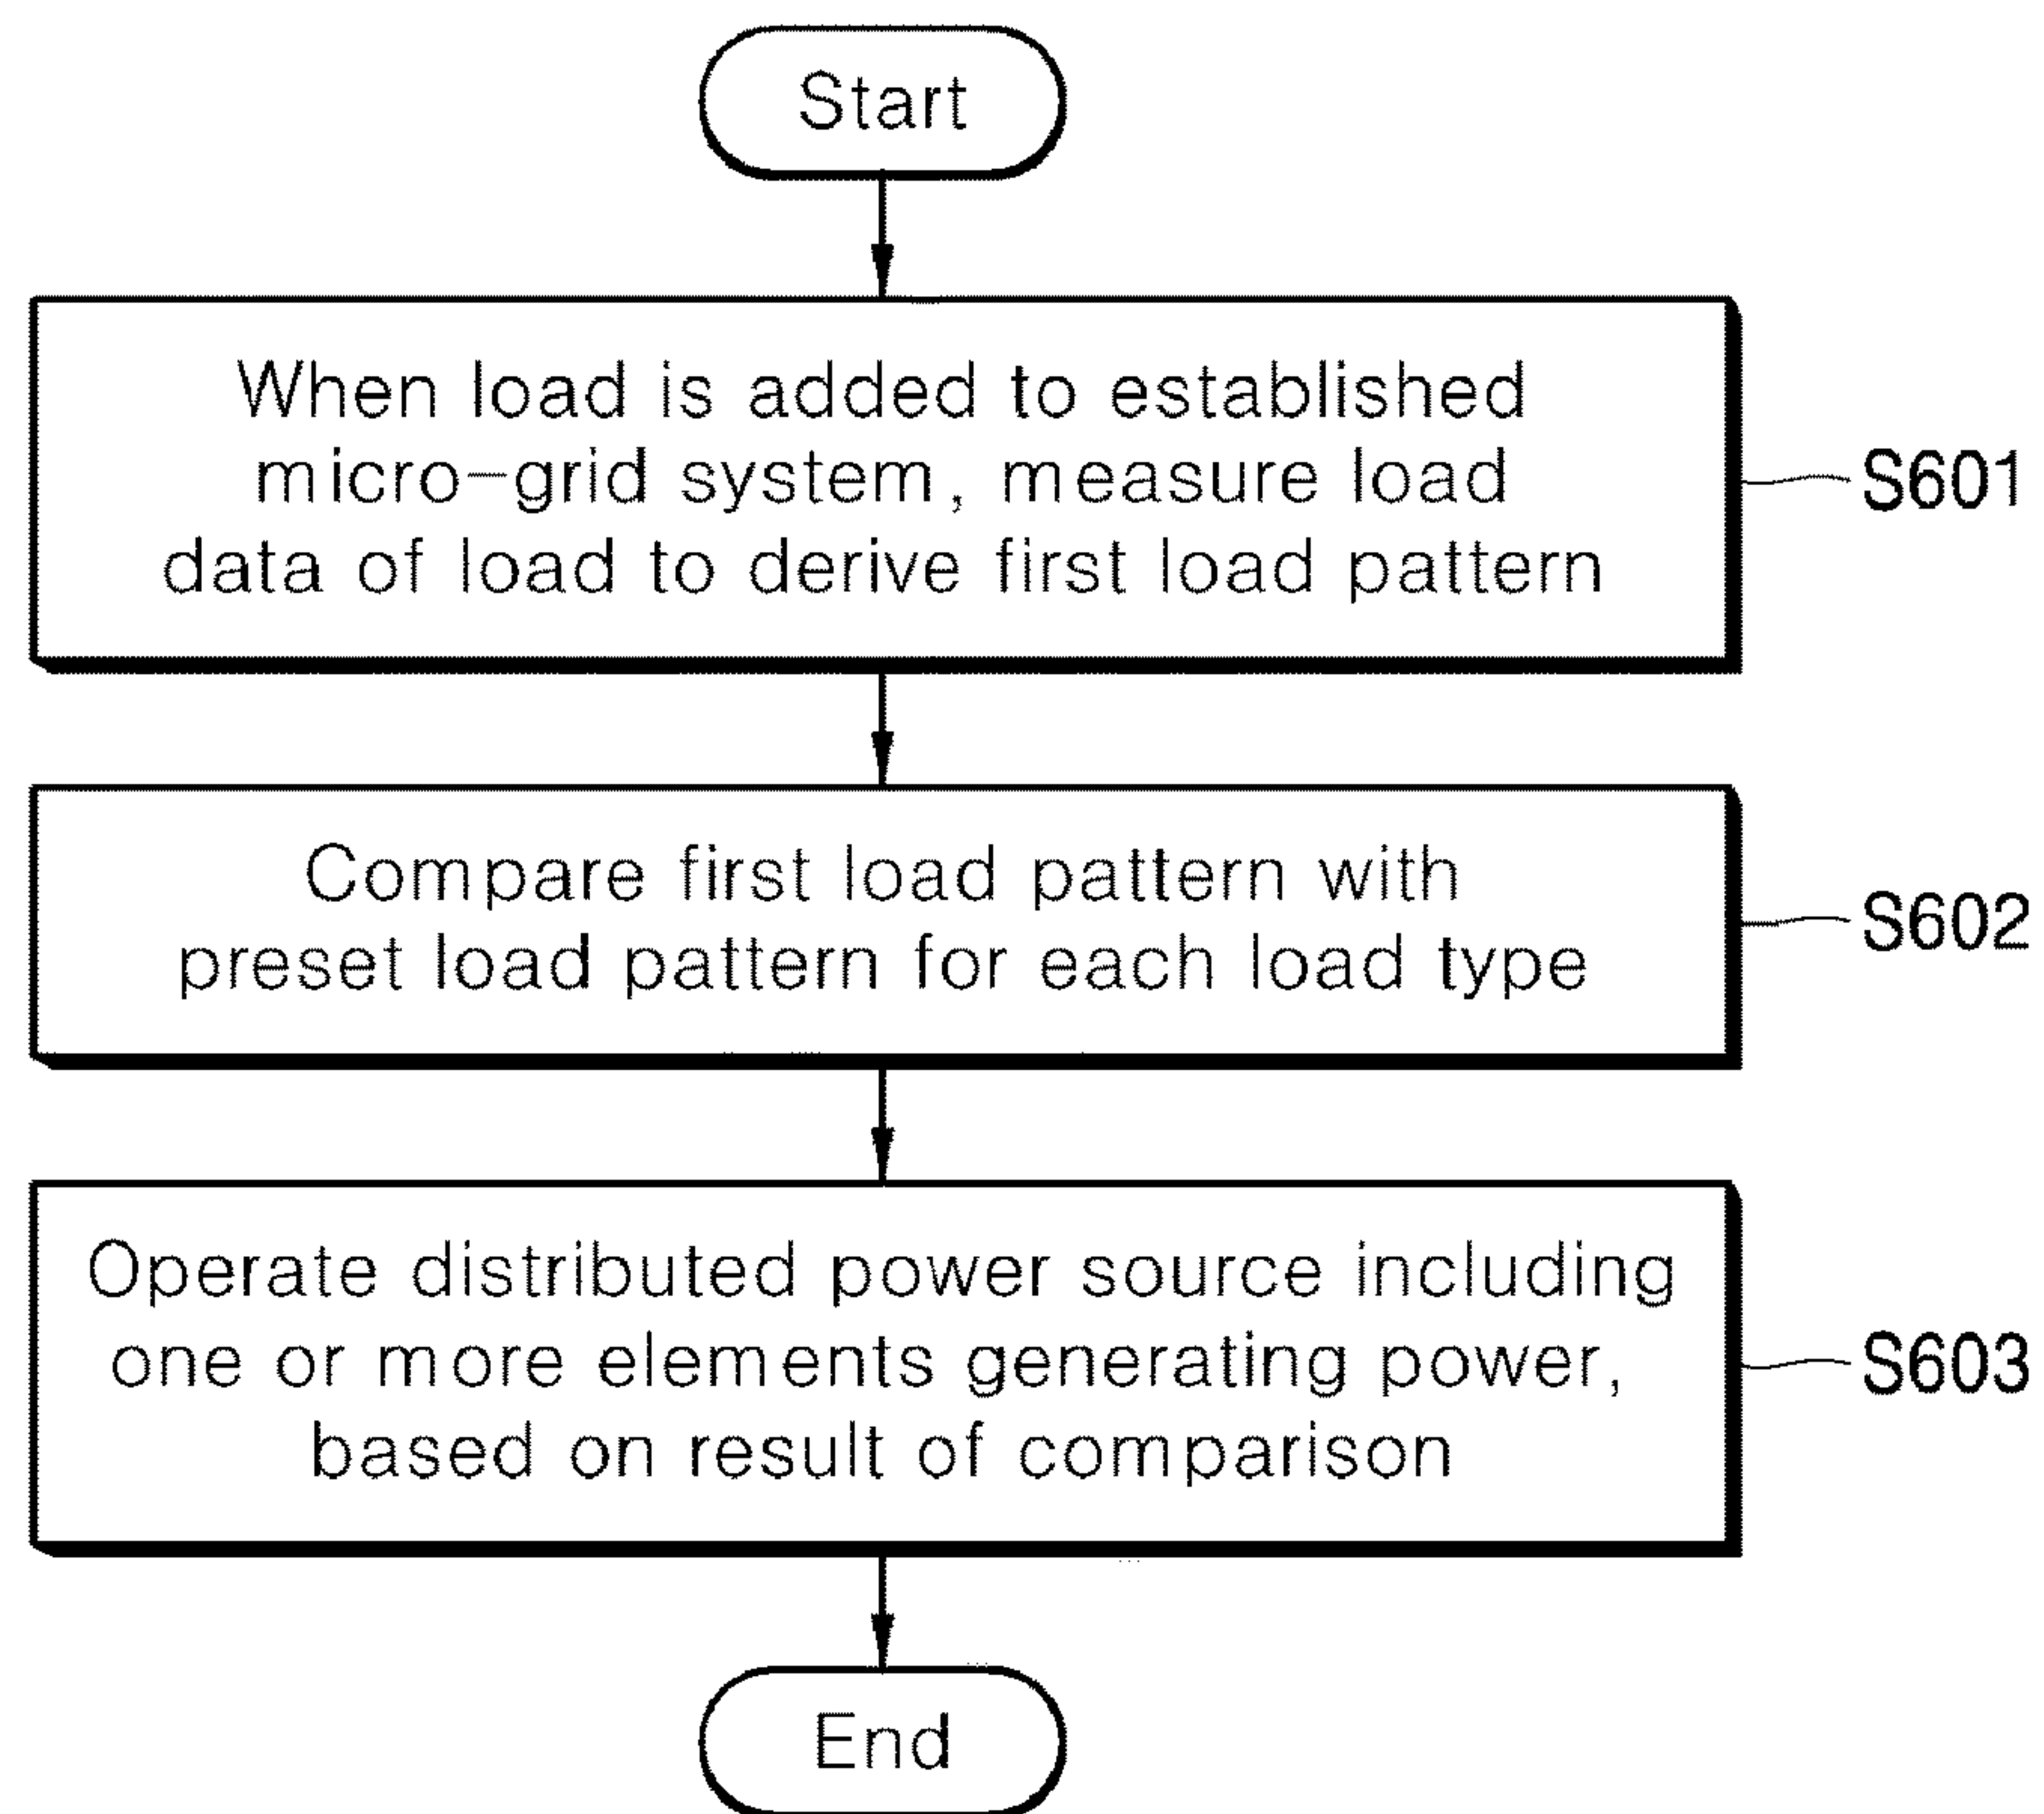 Start
When load is added to established
micro-grid system, measure load
data of load to derive first load pattern
S601
Compare first load pattern with
preset load pattern for each load type
S602
Operate distributed power source including
one or more elements generating power,
based on result of comparison
S603
End